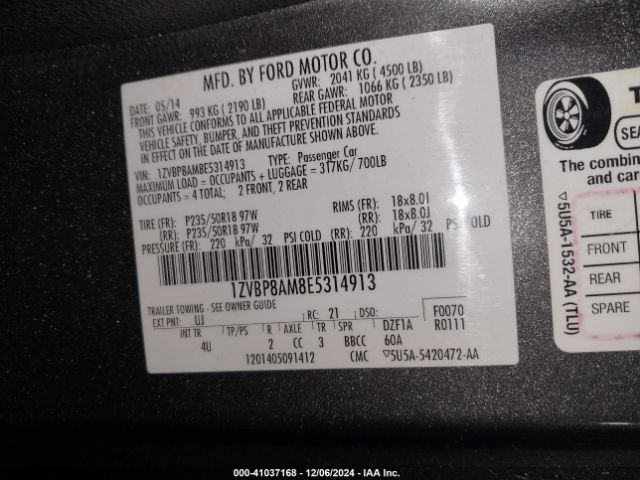 MFD. BY FORD MOTOR CO.
DATE: 05/14 GVWR: 2041 KG ( 4500 LB)
FRONT GAWR: 993 KG ( 2190 LB) REAR GAWR: 1066 KG ( 2350 LB)
THIS VEHICLE CONFORMS TO ALL APPLICABLE FEDERAL MOTOR
VEHICLE SAFETY, BUMPER, AND THEFT PREVENTION STANDARDS
IN EFFECT ON THE DATE OF MANUFACTURE SHOWN ABOVE
VIN: 1ZVBP8AM8E5314913 TYPE: Passenger Car
MAXIMUM LOAD = OCCUPANTS + LUGGAGE = 317KG/700LB
OCCUPANTS = 4 TOTAL; 2 FRONT, 2 REAR
TIRE (FR): P235/50R18 97W RIMS (FR): 18x8.0J
(RR): P235/50R18 97W (RR): 18x8.0J
PRESSURE (FR): 220 kPa/ 32 PSI COLD (RR): 220 kPa/ 32 PSI COLD
1ZVBP8AM8E5314913
TRAILER TOWING - SEE OWNER GUIDE
EXT PNT: UJ RC: 21 DSO: F0070
INT TR TP/PS R AXLE TR SPR DZF1A R0111
4U 2 CC 3 BBCC 60A
1201405091412 CMC ▽5U5A-5420472-AA
T
SEA
The combin
and car
TIRE
FRONT
REAR
SPARE
▽5U5A-1532-AA (TLU)
000-41037168 - 12/06/2024 - IAA Inc.